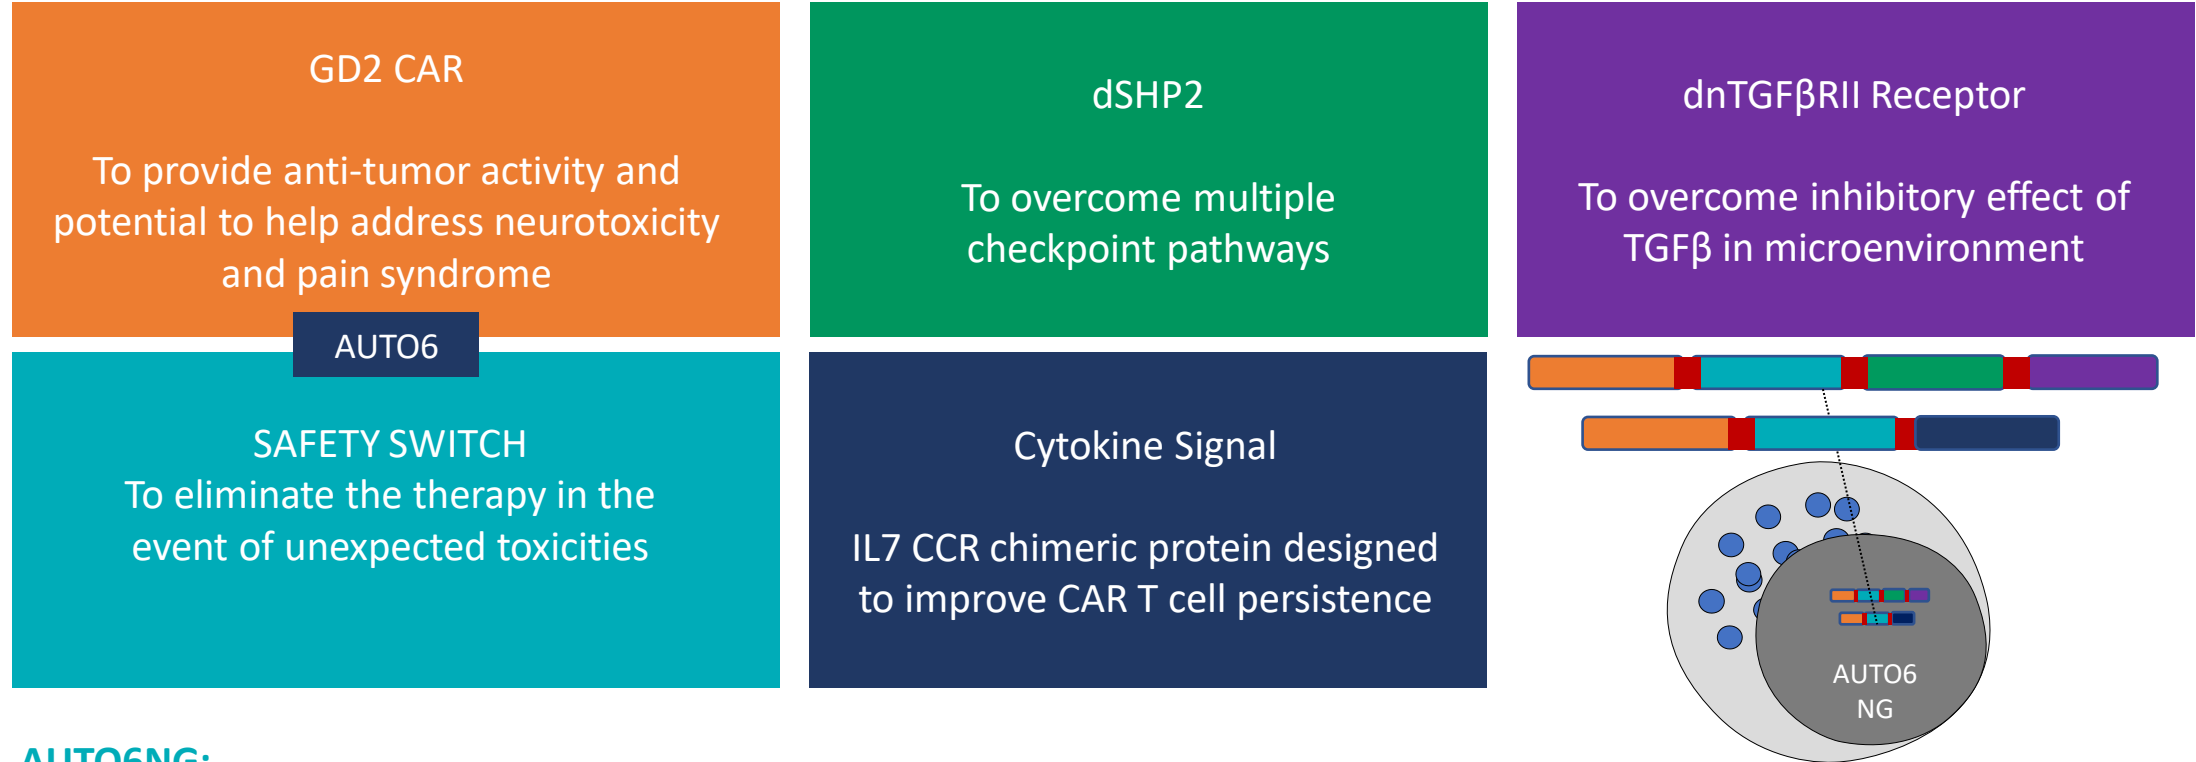 GD2 CAR
To provide anti-tumor activity and
potential to help address neurotoxicity
and pain syndrome
dSHP2
To overcome multiple
checkpoint pathways
dnTGFβRII Receptor
To overcome inhibitory effect of
TGFβ in microenvironment
AUTO6
SAFETY SWITCH
To eliminate the therapy in the
event of unexpected toxicities
Cytokine Signal
IL7 CCR chimeric protein designed
to improve CAR T cell persistence
AUTO6
NG
AUTO6NG: